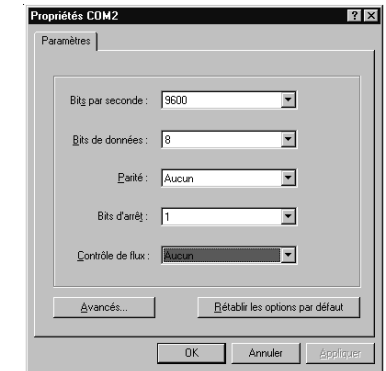 Propriétés COM2
Paramètres
Bits par seconde : 9600
Bits de données : 8
Parité : Aucun
Bits d'arrêt : 1
Contrôle de flux : Aucun
Avancés... Rétablir les options par défaut
OK Annuler Appliquer